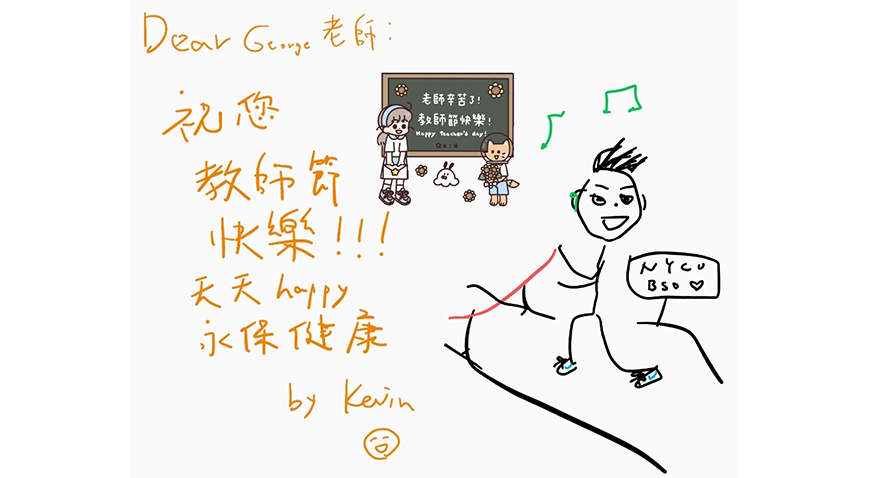 Dear George 老師：
祝您
教師節
快樂!!!
天天 happy
永保健康
by Kevin
老師辛苦了!
教師節快樂!
Happy teacher's day!
NYCU
BSO ♡